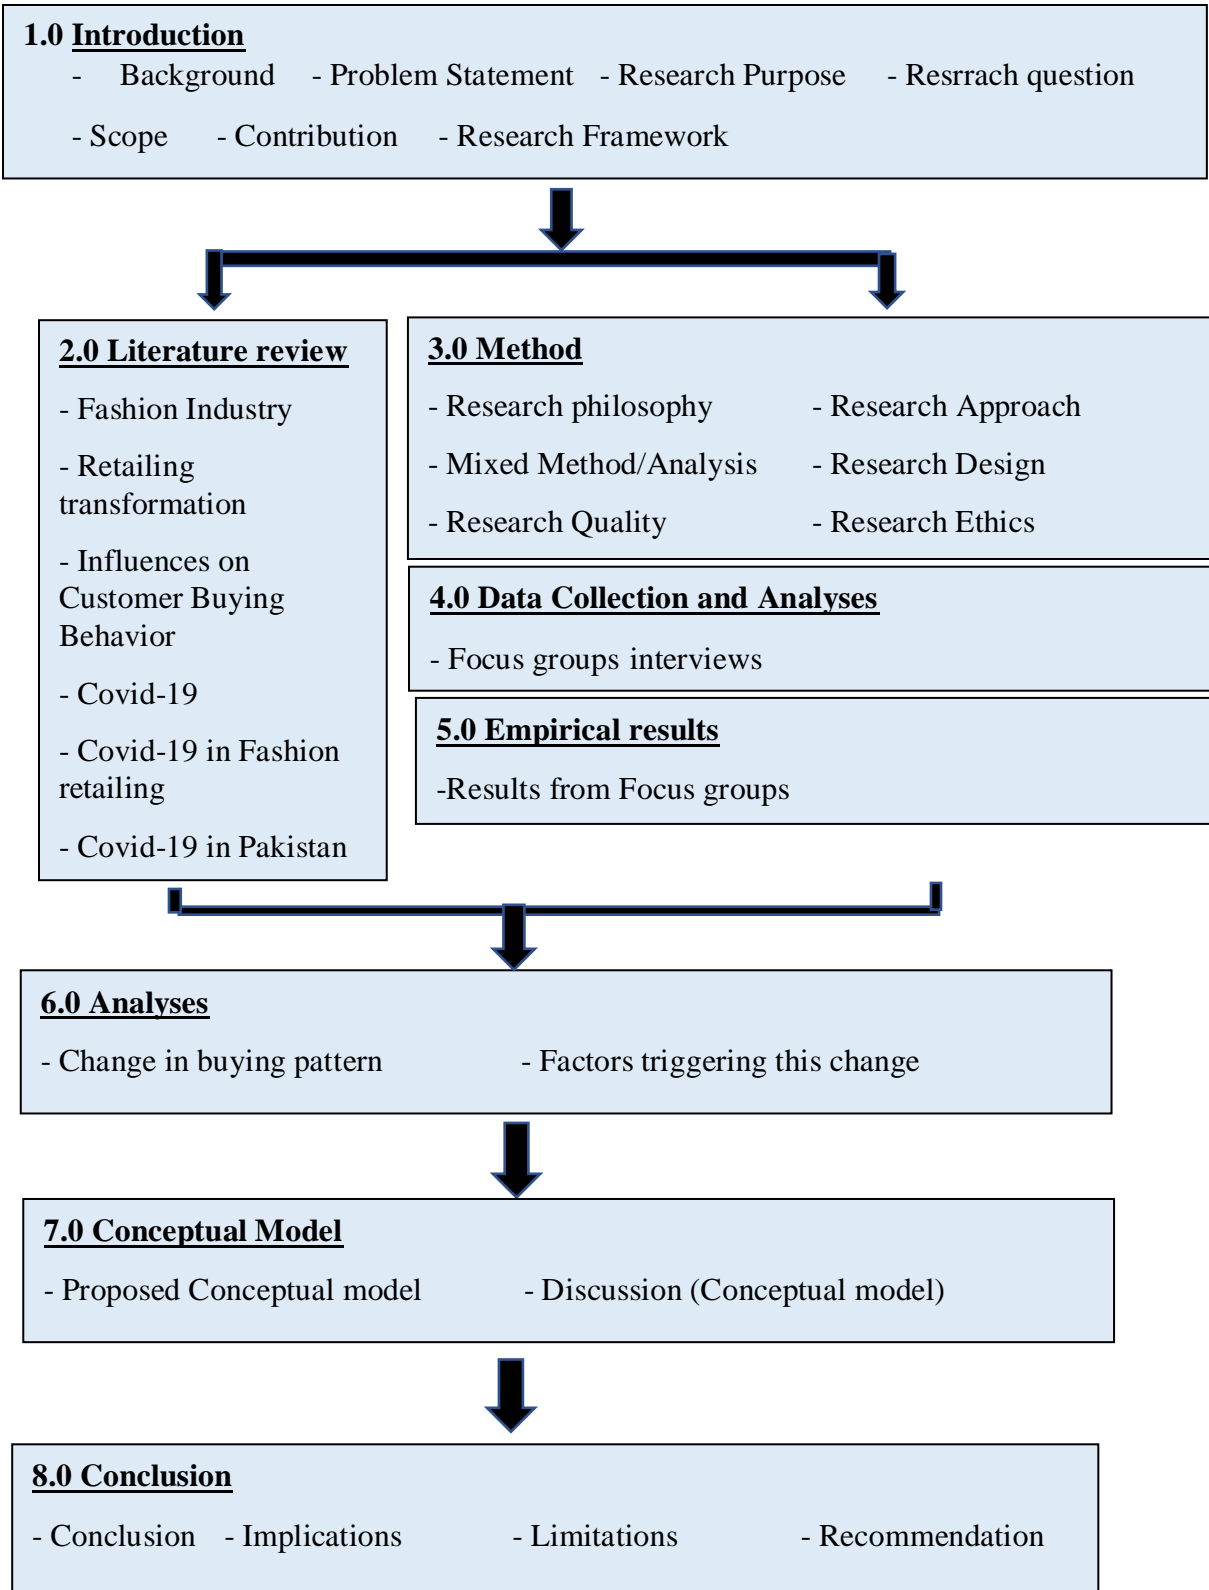 1.0 Introduction
- Background - Problem Statement - Research Purpose - Resrrach question
- Scope - Contribution - Research Framework
2.0 Literature review
- Fashion Industry
- Retailing
transformation
- Influences on
Customer Buying
Behavior
- Covid-19
- Covid-19 in Fashion
retailing
- Covid-19 in Pakistan
3.0 Method
- Research philosophy - Research Approach
- Mixed Method/Analysis - Research Design
- Research Quality - Research Ethics
4.0 Data Collection and Analyses
- Focus groups interviews
5.0 Empirical results
-Results from Focus groups
6.0 Analyses
- Change in buying pattern - Factors triggering this change
7.0 Conceptual Model
- Proposed Conceptual model - Discussion (Conceptual model)
8.0 Conclusion
- Conclusion - Implications - Limitations - Recommendation